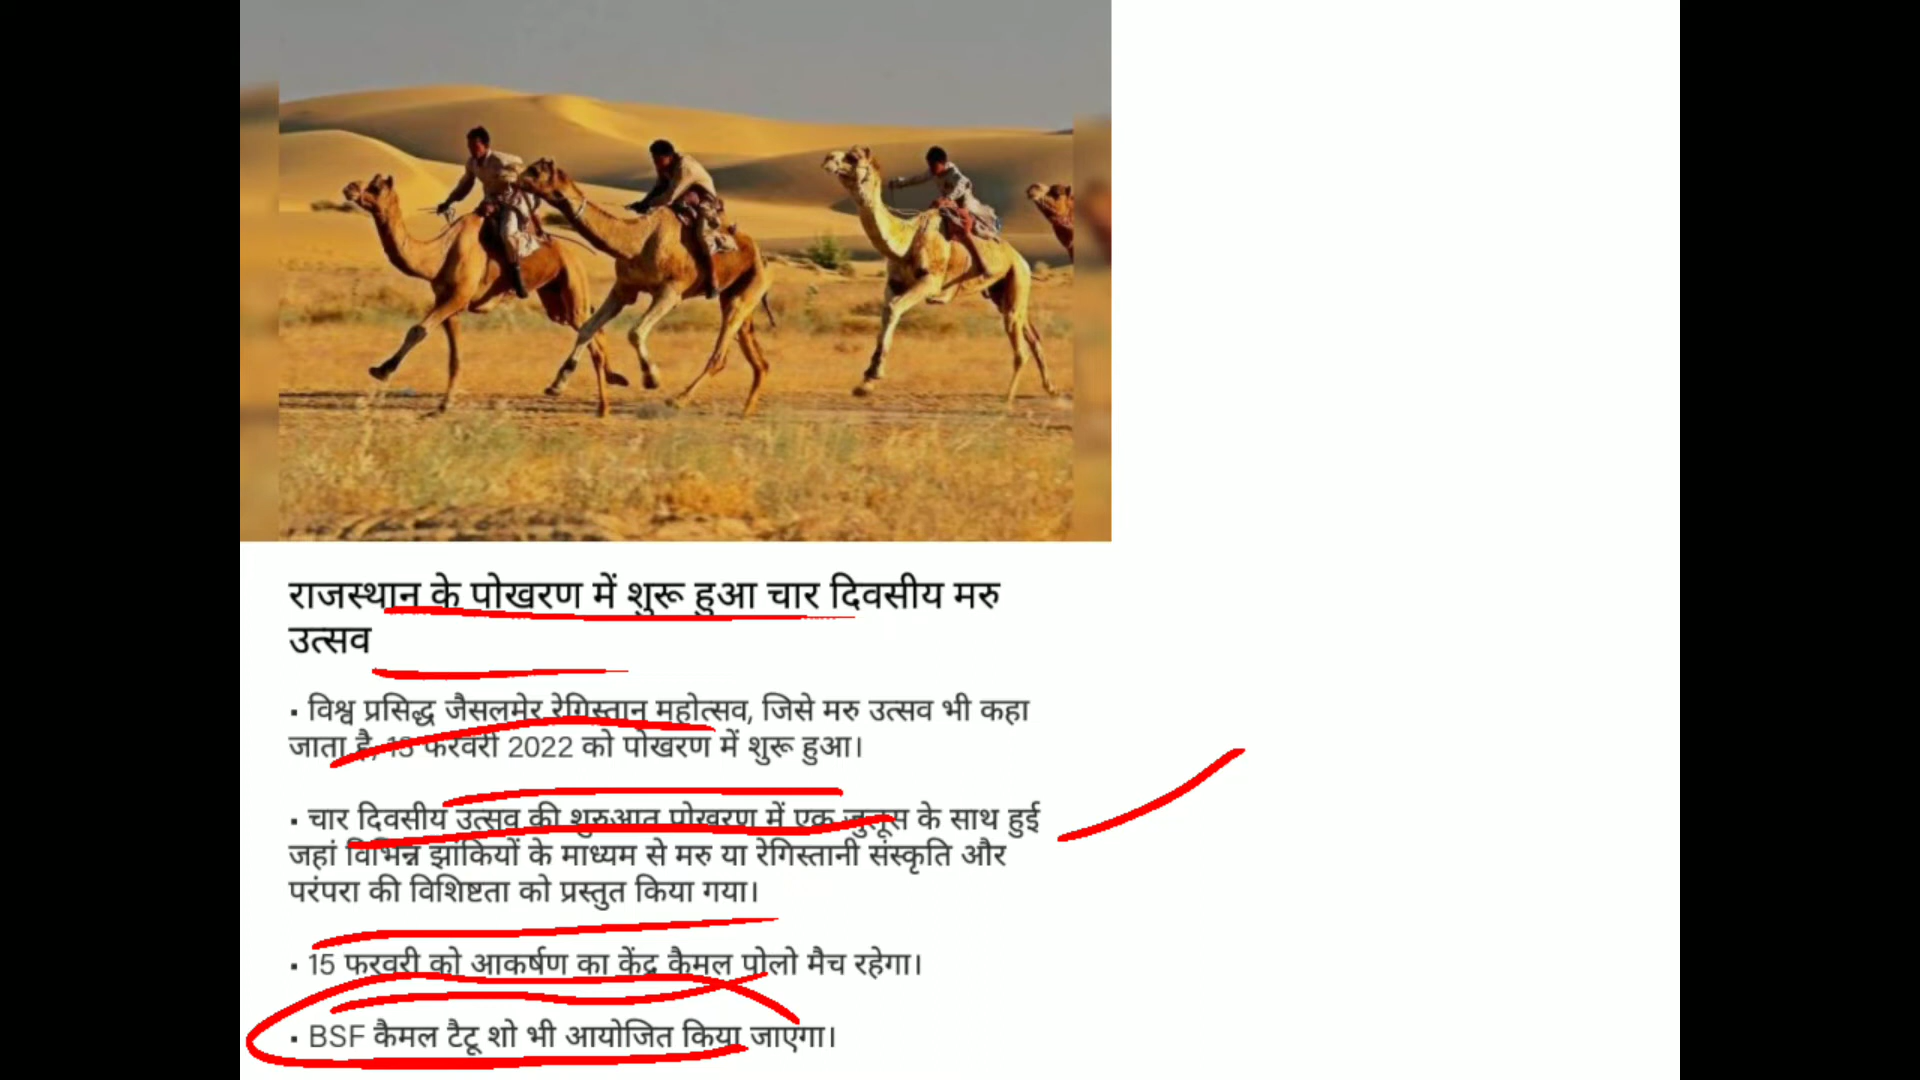 राजस्थान के पोखरण में शुरू हुआ चार दिवसीय मरु
उत्सव
▪ विश्व प्रसिद्ध जैसलमेर रेगिस्तान महोत्सव, जिसे मरु उत्सव भी कहा
जाता है, 13 फरवरी 2022 को पोखरण में शुरू हुआ।
▪ चार दिवसीय उत्सव की शुरुआत पोखरण में एक जुलूस के साथ हुई
जहां विभिन्न झांकियों के माध्यम से मरु या रेगिस्तानी संस्कृति और
परंपरा की विशिष्टता को प्रस्तुत किया गया।
▪ 15 फरवरी को आकर्षण का केंद्र कैमल पोलो मैच रहेगा।
▪ BSF कैमल टैटू शो भी आयोजित किया जाएगा।